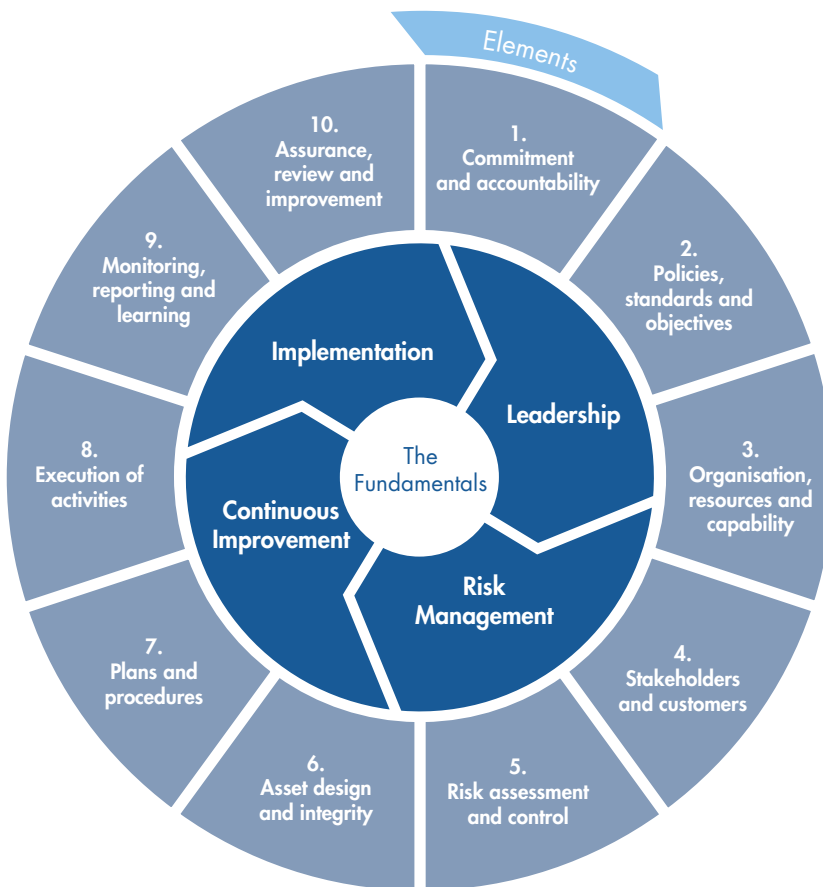 Elements
1.
Commitment
and accountability
2.
Policies,
standards and
objectives
3.
Organisation,
resources and
capability
4.
Stakeholders
and customers
5.
Risk assessment
and control
6.
Asset design
and integrity
7.
Plans and
procedures
8.
Execution of
activities
9.
Monitoring,
reporting and
learning
10.
Assurance,
review and
improvement
The
Fundamentals
Leadership
Risk
Management
Continuous
Improvement
Implementation